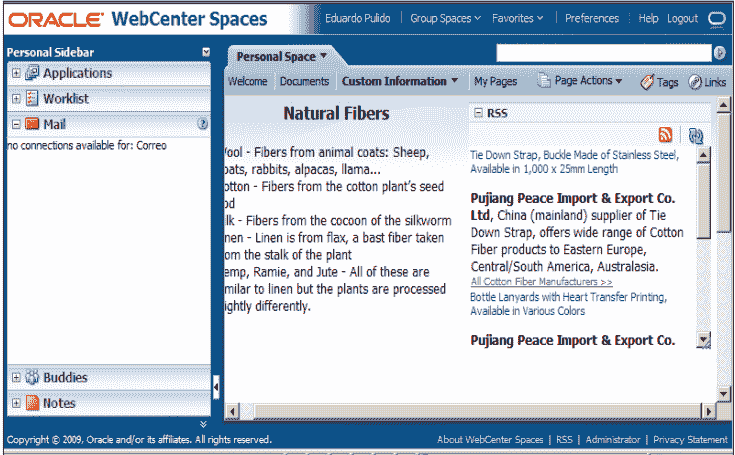 ORACLE WebCenter Spaces
Eduardo Pulido | Group Spaces | Favorites | Preferences | Help Logout
Personal Sidebar
Applications
Worklist
Mail
no connections available for: Correo
Buddies
Notes
Personal Space
Welcome Documents Custom Information My Pages Page Actions Tags Links
Natural Fibers
ool - Fibers from animal coats: Sheep,
oats, rabbits, alpacas, llama...
otton - Fibers from the cotton plant's seed
od
lk - Fibers from the cocoon of the silkworm
nen - Linen is from flax, a bast fiber taken
om the stalk of the plant
emp, Ramie, and Jute - All of these are
milar to linen but the plants are processed
ightly differently.
RSS
Tie Down Strap, Buckle Made of Stainless Steel,
Available in 1,000 x 25mm Length
Pujiang Peace Import & Export Co.
Ltd, China (mainland) supplier of Tie
Down Strap, offers wide range of Cotton
Fiber products to Eastern Europe,
Central/South America, Australasia.
All Cotton Fiber Manufacturers >>
Bottle Lanyards with Heart Transfer Printing,
Available in Various Colors
Pujiang Peace Import & Export Co.
Copyright © 2009, Oracle and/or its affiliates. All rights reserved.
About WebCenter Spaces | RSS | Administrator | Privacy Statement